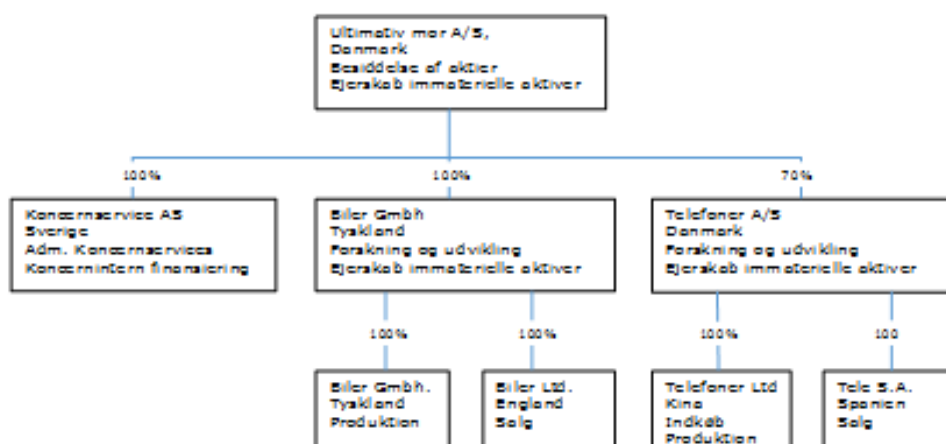 Ultimativ mor A/S,
Danmark
Besiddelse af aktier
Ejerskab immaterielle aktiver
100%
100%
70%
Koncernservice AS
Sverige
Adm. Koncernservices
Koncernintern finansiering
Biler Gmbh
Tyskland
Forskning og udvikling
Ejerskab immaterielle aktiver
Telefoner A/S
Danmark
Forskning og udvikling
Ejerskab immaterielle aktiver
100%
100%
100%
100
Biler Gmbh.
Tyskland
Produktion
Biler Ltd.
England
Salg
Telefoner Ltd
Kina
Indkøb
Produktion
Tele S.A.
Spanien
Salg